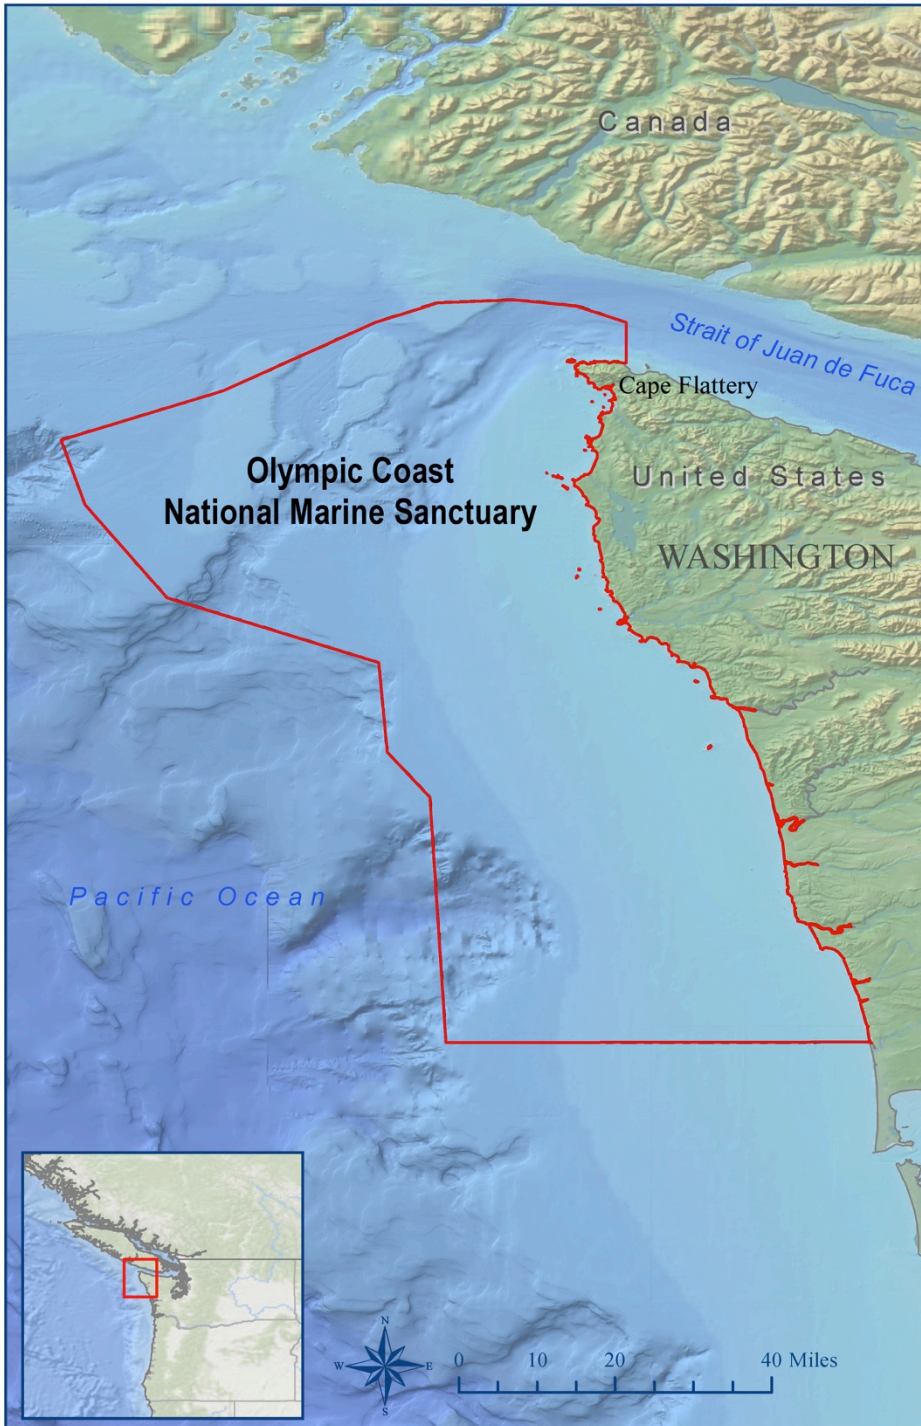 Canada
Strait of Juan de Fuca
Cape Flattery
Olympic Coast
National Marine Sanctuary
United States
WASHINGTON
Pacific Ocean
N
W
E
S
0
10
20
40 Miles